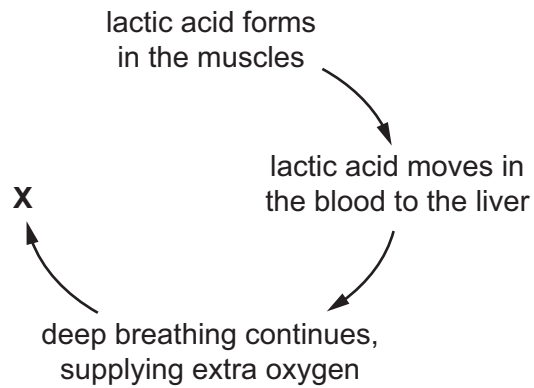 lactic acid forms
in the muscles
lactic acid moves in
the blood to the liver
deep breathing continues,
supplying extra oxygen
X